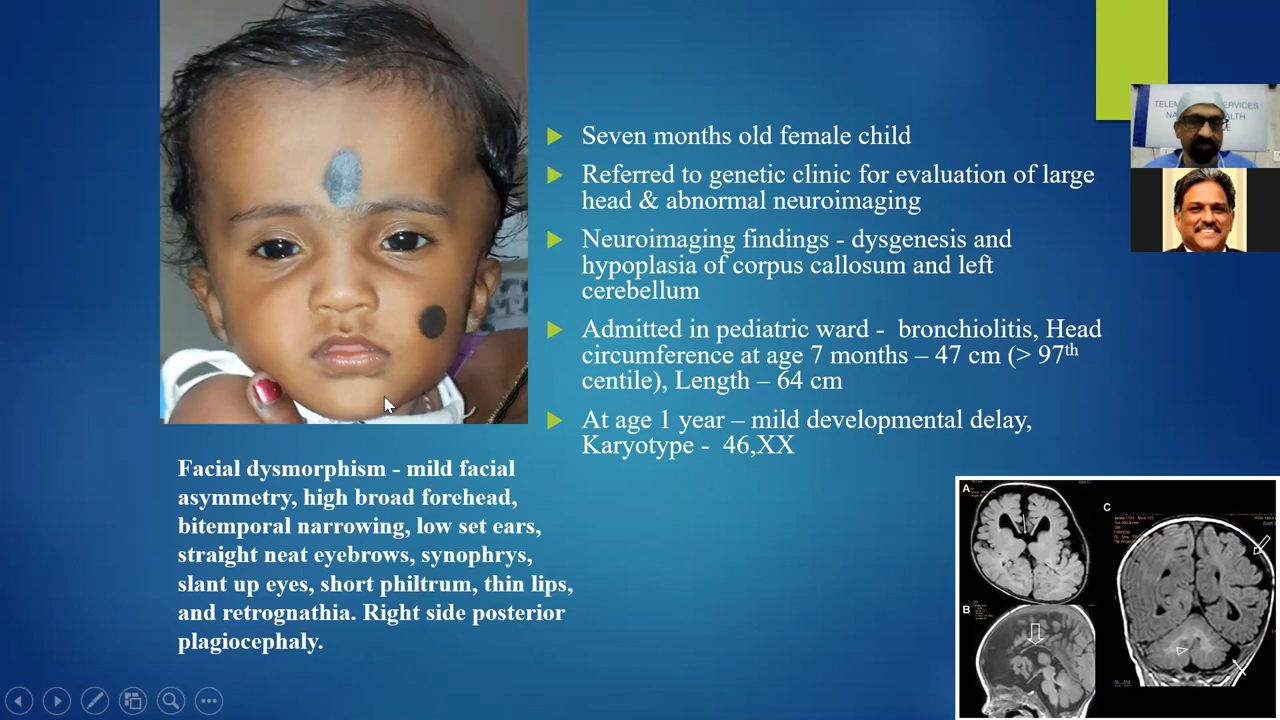 Seven months old female child
Referred to genetic clinic for evaluation of large
head & abnormal neuroimaging
Neuroimaging findings - dysgenesis and
hypoplasia of corpus callosum and left
cerebellum
Admitted in pediatric ward - bronchiolitis, Head
circumference at age 7 months – 47 cm (> 97th
centile), Length – 64 cm
At age 1 year – mild developmental delay,
Karyotype - 46,XX
Facial dysmorphism - mild facial
asymmetry, high broad forehead,
bitemporal narrowing, low set ears,
straight neat eyebrows, synophrys,
slant up eyes, short philtrum, thin lips,
and retrognathia. Right side posterior
plagiocephaly.
A
B
C